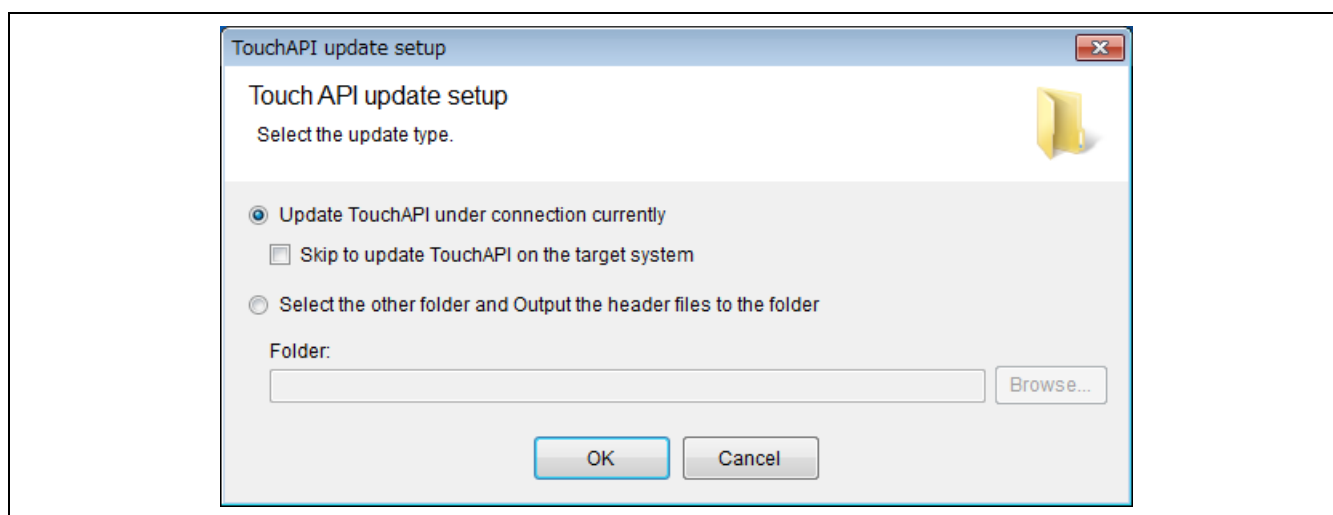 TouchAPI update setup
Touch API update setup
Select the update type.
Update TouchAPI under connection currently
Skip to update TouchAPI on the target system
Select the other folder and Output the header files to the folder
Folder:
Browse...
OK Cancel